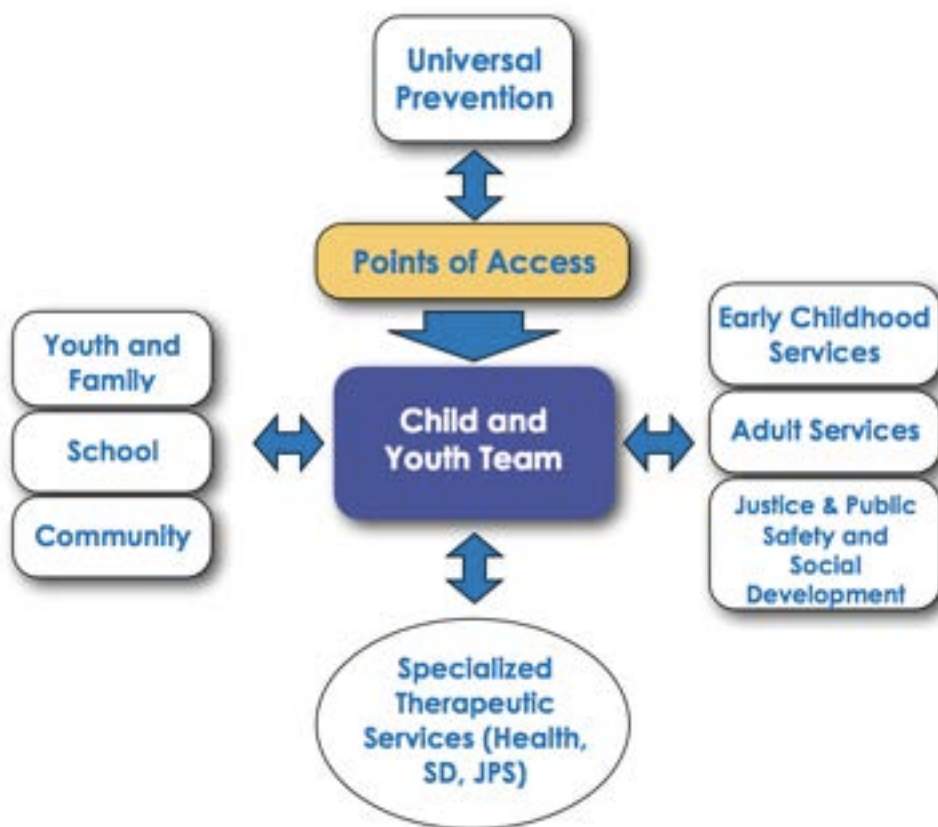 Universal
Prevention
Points of Access
Youth and
Family
School
Community
Child and
Youth Team
Early Childhood
Services
Adult Services
Justice & Public
Safety and
Social
Development
Specialized
Therapeutic
Services (Health,
SD, JPS)